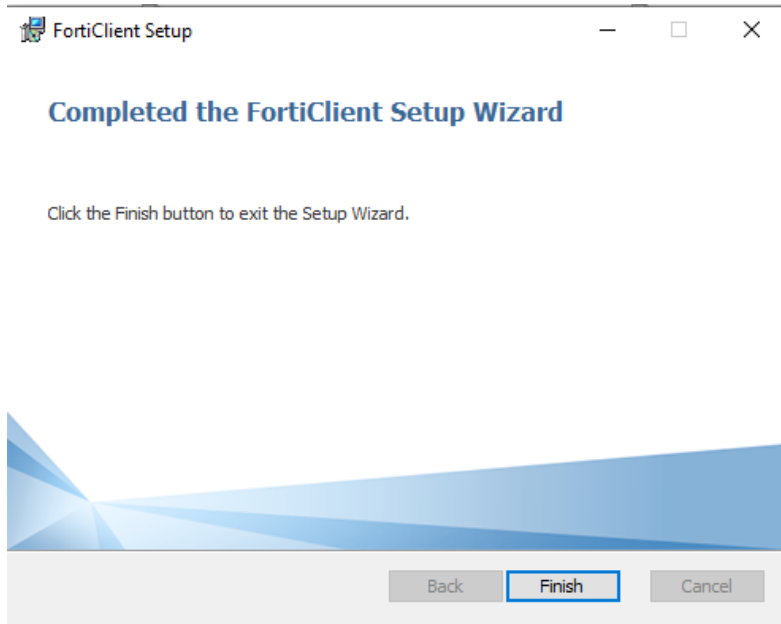 FortiClient Setup
Completed the FortiClient Setup Wizard
Click the Finish button to exit the Setup Wizard.
Back
Finish
Cancel